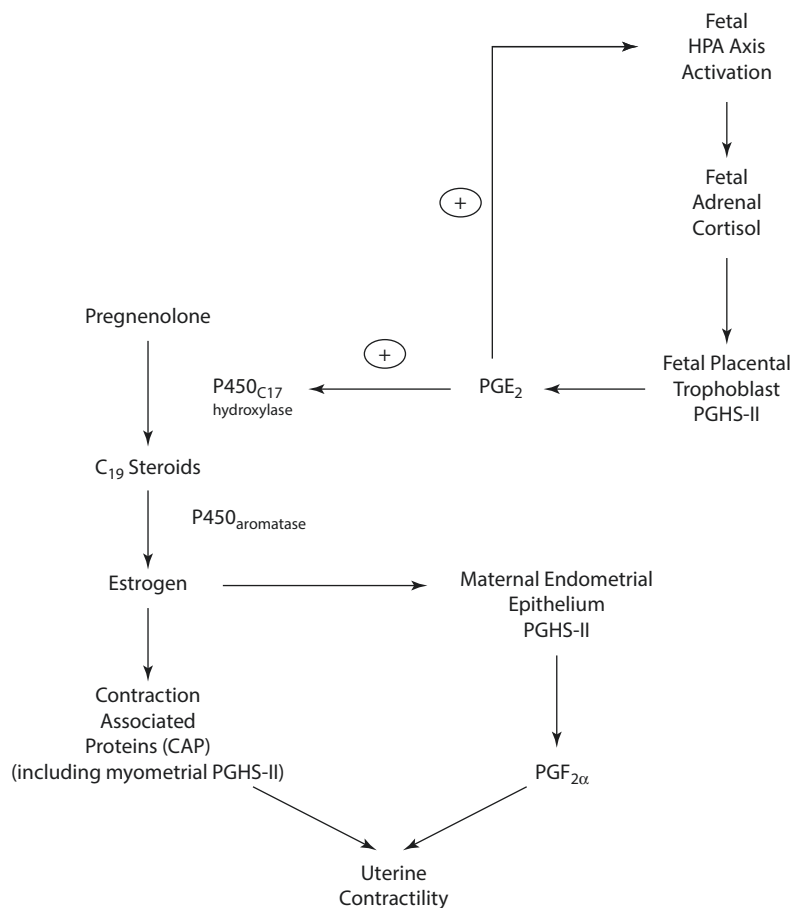 Fetal
HPA Axis
Activation
Fetal
Adrenal
Cortisol
+
Pregnenolone
+
P450C17
hydroxylase
PGE2
Fetal Placental
Trophoblast
PGHS-II
C19 Steroids
P450aromatase
Estrogen
Maternal Endometrial
Epithelium
PGHS-II
Contraction
Associated
Proteins (CAP)
(including myometrial PGHS-II)
PGF2α
Uterine
Contractility